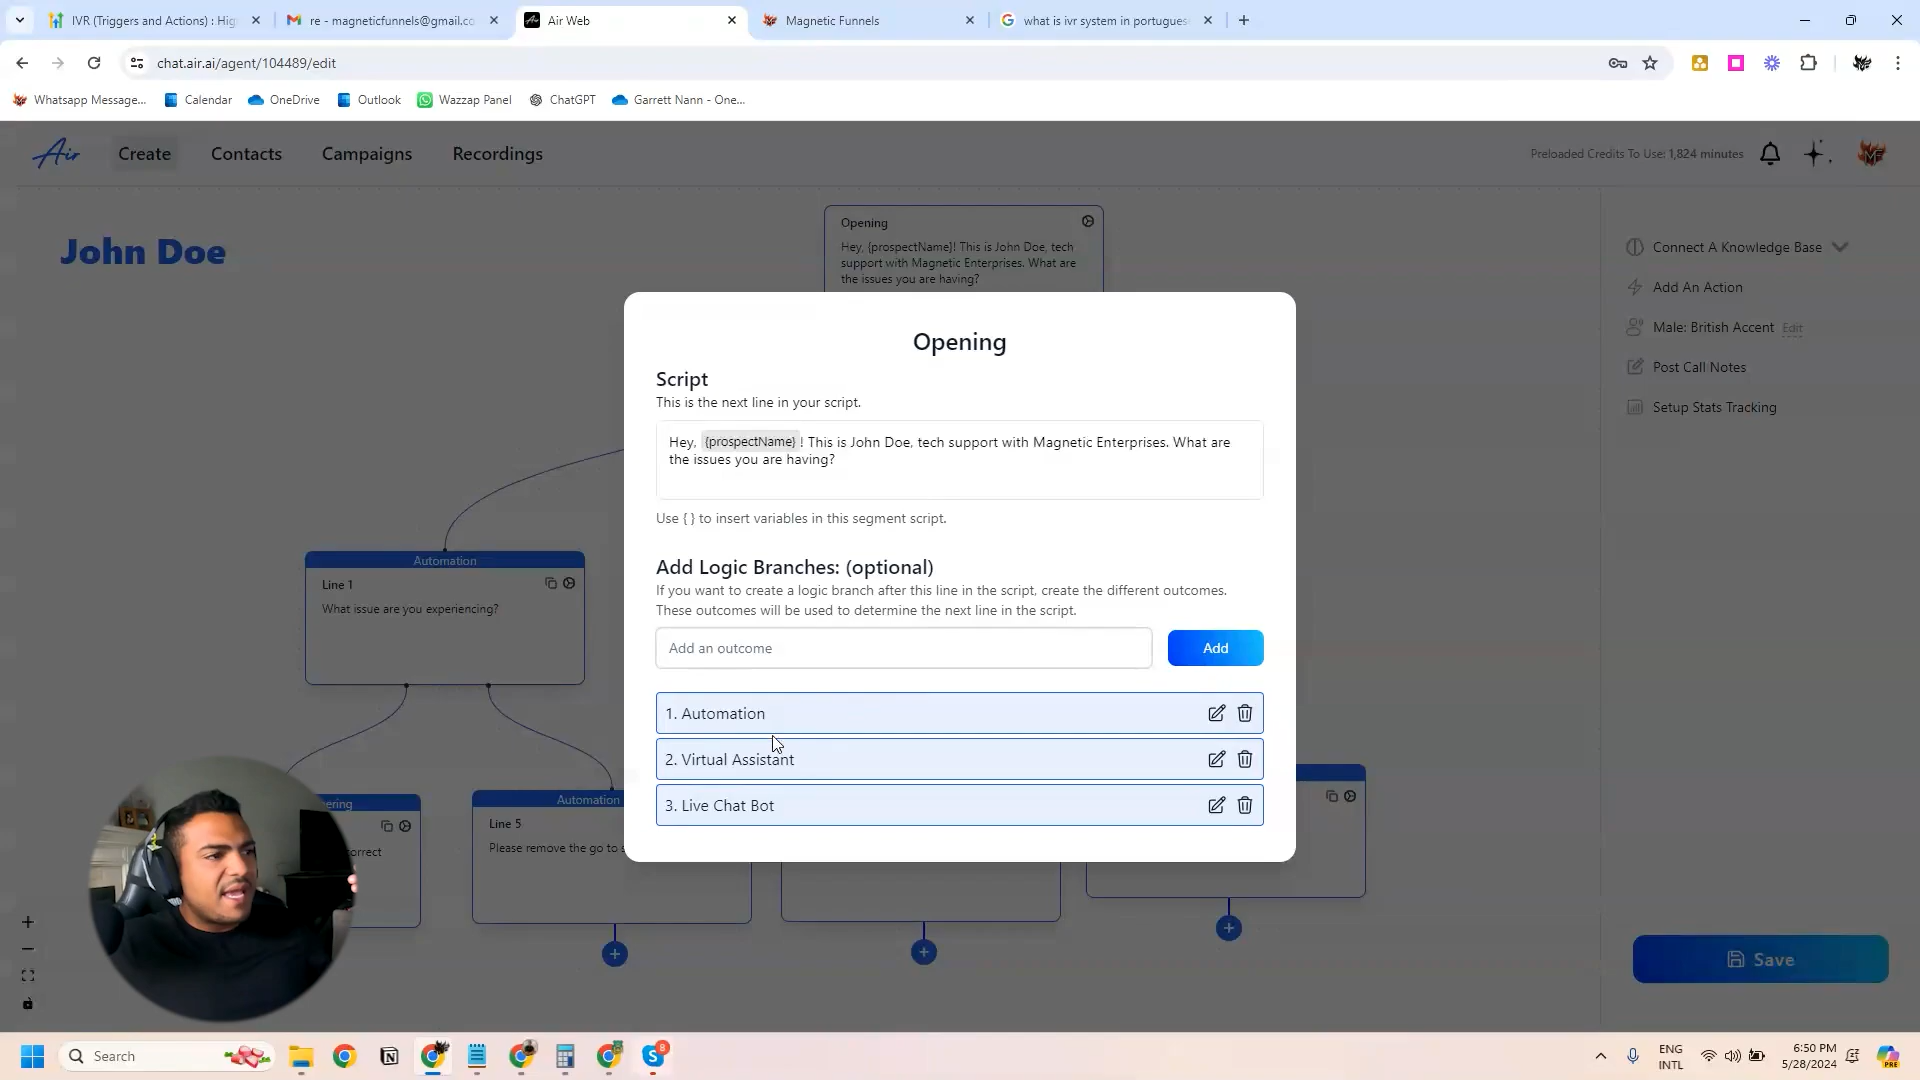 IVR (Triggers and Actions) : Hig
re - magneticfunnels@gmail.co
Air Web
Magnetic Funnels
what is ivr system in portugues
chat.air.ai/agent/104489/edit
Whatsapp Message...
Calendar
OneDrive
Outlook
Wazzap Panel
ChatGPT
Garrett Nann - One...
Air
Create
Contacts
Campaigns
Recordings
Preloaded Credits To Use: 1,824 minutes
John Doe
Opening
Hey, {prospectName}! This is John Doe, tech
support with Magnetic Enterprises. What are
the issues you are having?
Connect A Knowledge Base
Add An Action
Male: British Accent Edit
Post Call Notes
Setup Stats Tracking
Opening
Script
This is the next line in your script.
Hey, {prospectName} ! This is John Doe, tech support with Magnetic Enterprises. What are
the issues you are having?
Use { } to insert variables in this segment script.
Add Logic Branches: (optional)
If you want to create a logic branch after this line in the script, create the different outcomes.
These outcomes will be used to determine the next line in the script.
Add an outcome
Add
1. Automation
2. Virtual Assistant
3. Live Chat Bot
Automation
Line 1
What issue are you experiencing?
ering
orrect
Automation
Line 5
Please remove the go to s
Save
Search
8
ENG
INTL
6:50 PM
5/28/2024
PRE